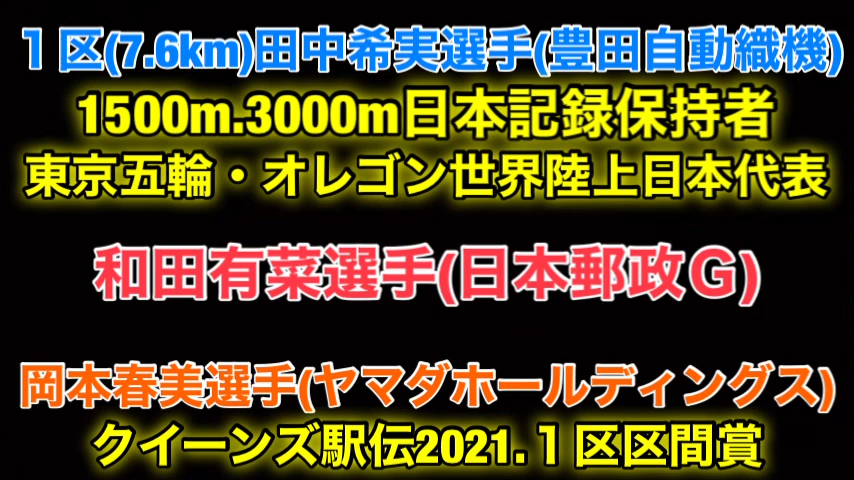 １区(7.6km)田中希実選手(豊田自動織機)
1500m.3000m日本記録保持者
東京五輪・オレゴン世界陸上日本代表
和田有菜選手(日本郵政Ｇ)
岡本春美選手(ヤマダホールディングス)
クイーンズ駅伝2021.１区区間賞